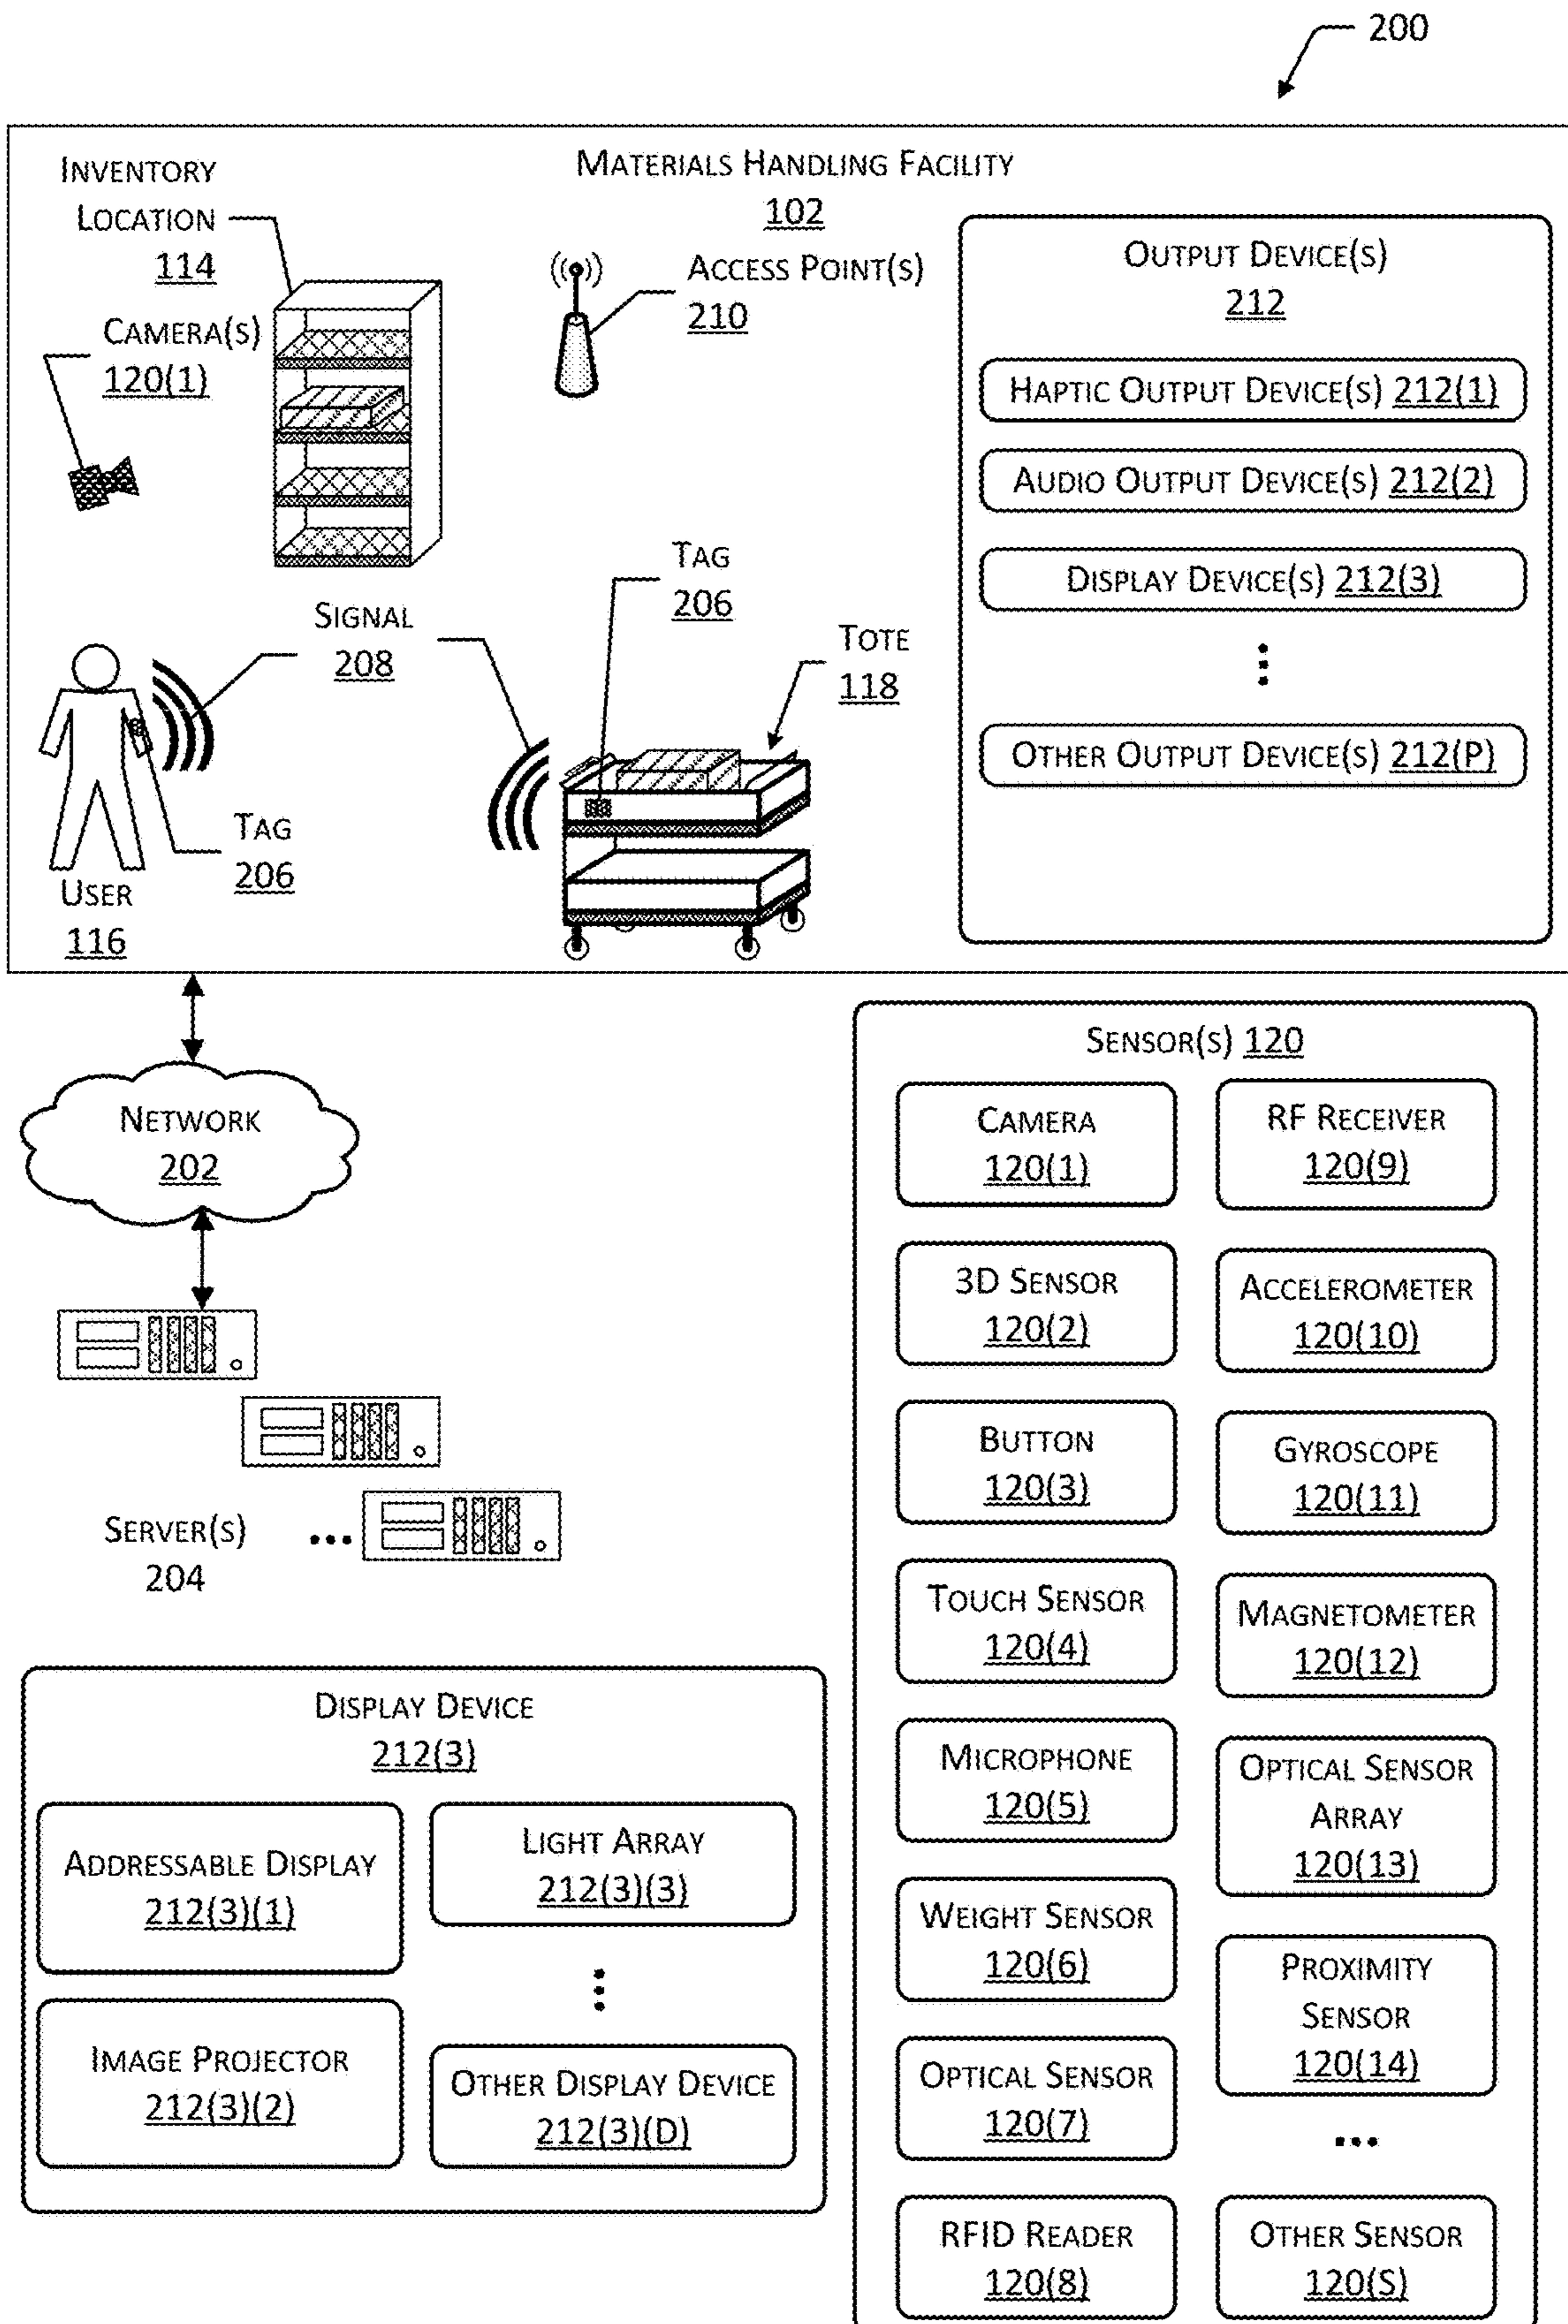 200
MATERIALS HANDLING FACILITY
102
INVENTORY
LOCATION
114
CAMERA(S)
120(1)
ACCESS POINT(S)
210
TAG
206
SIGNAL
208
TOTE
118
TAG
206
USER
116
OUTPUT DEVICE(S)
212
HAPTIC OUTPUT DEVICE(S) 212(1)
AUDIO OUTPUT DEVICE(S) 212(2)
DISPLAY DEVICE(S) 212(3)
OTHER OUTPUT DEVICE(S) 212(P)
NETWORK
202
SERVER(S)
204
...
DISPLAY DEVICE
212(3)
ADDRESSABLE DISPLAY
212(3)(1)
IMAGE PROJECTOR
212(3)(2)
LIGHT ARRAY
212(3)(3)
OTHER DISPLAY DEVICE
212(3)(D)
SENSOR(S) 120
CAMERA
120(1)
3D SENSOR
120(2)
BUTTON
120(3)
TOUCH SENSOR
120(4)
MICROPHONE
120(5)
WEIGHT SENSOR
120(6)
OPTICAL SENSOR
120(7)
RFID READER
120(8)
RF RECEIVER
120(9)
ACCELEROMETER
120(10)
GYROSCOPE
120(11)
MAGNETOMETER
120(12)
OPTICAL SENSOR
ARRAY
120(13)
PROXIMITY
SENSOR
120(14)
...
OTHER SENSOR
120(S)